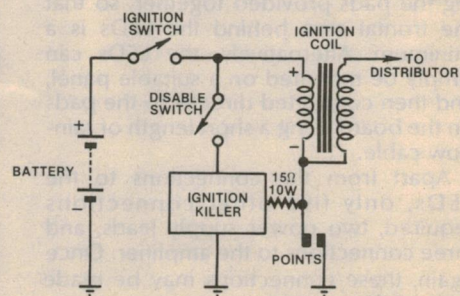 IGNITION
SWITCH
IGNITION
COIL
TO
DISTRIBUTOR
DISABLE
SWITCH
+
-
+
-
BATTERY
IGNITION
KILLER
15Ω
10W
POINTS